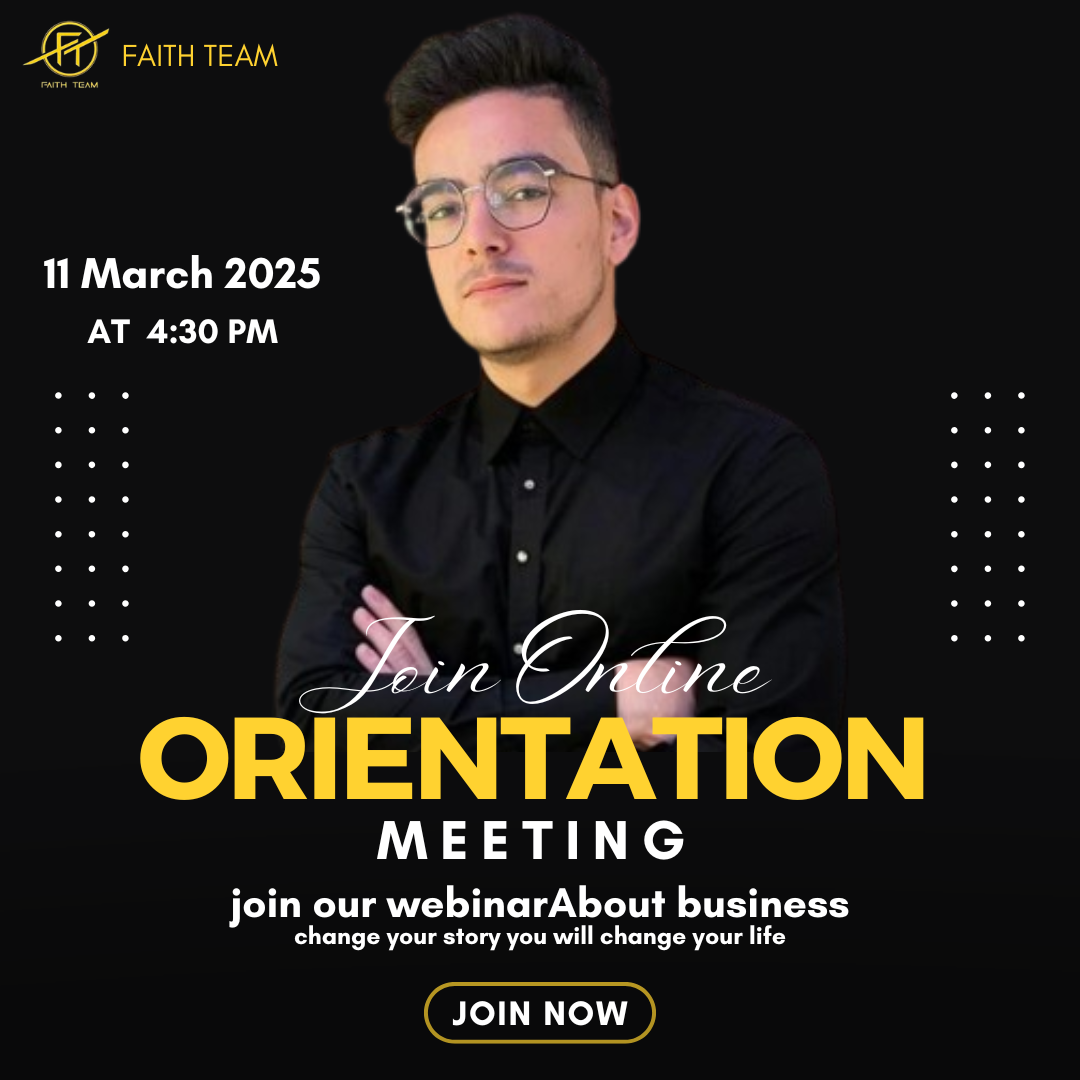 FAITH TEAM
FAITH TEAM
11 March 2025
AT 4:30 PM
Join Online
ORIENTATION
MEETING
join our webinarAbout business
change your story you will change your life
JOIN NOW